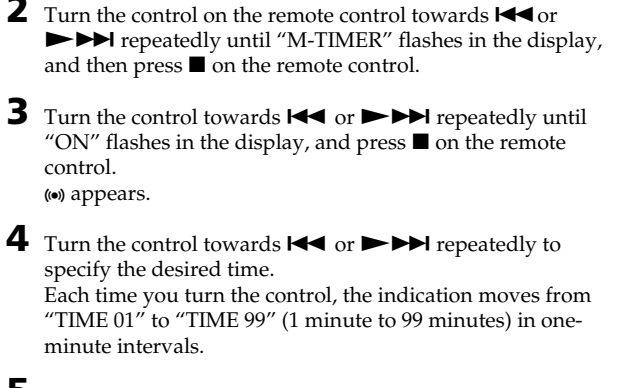 2 Turn the control on the remote control towards ⏮ or
▶⏭ repeatedly until “M-TIMER” flashes in the display,
and then press ■ on the remote control.
3 Turn the control towards ⏮ or ▶⏭ repeatedly until
“ON” flashes in the display, and press ■ on the remote
control.
appears.
4 Turn the control towards ⏮ or ▶⏭ repeatedly to
specify the desired time.
Each time you turn the control, the indication moves from
“TIME 01” to “TIME 99” (1 minute to 99 minutes) in one-
minute intervals.